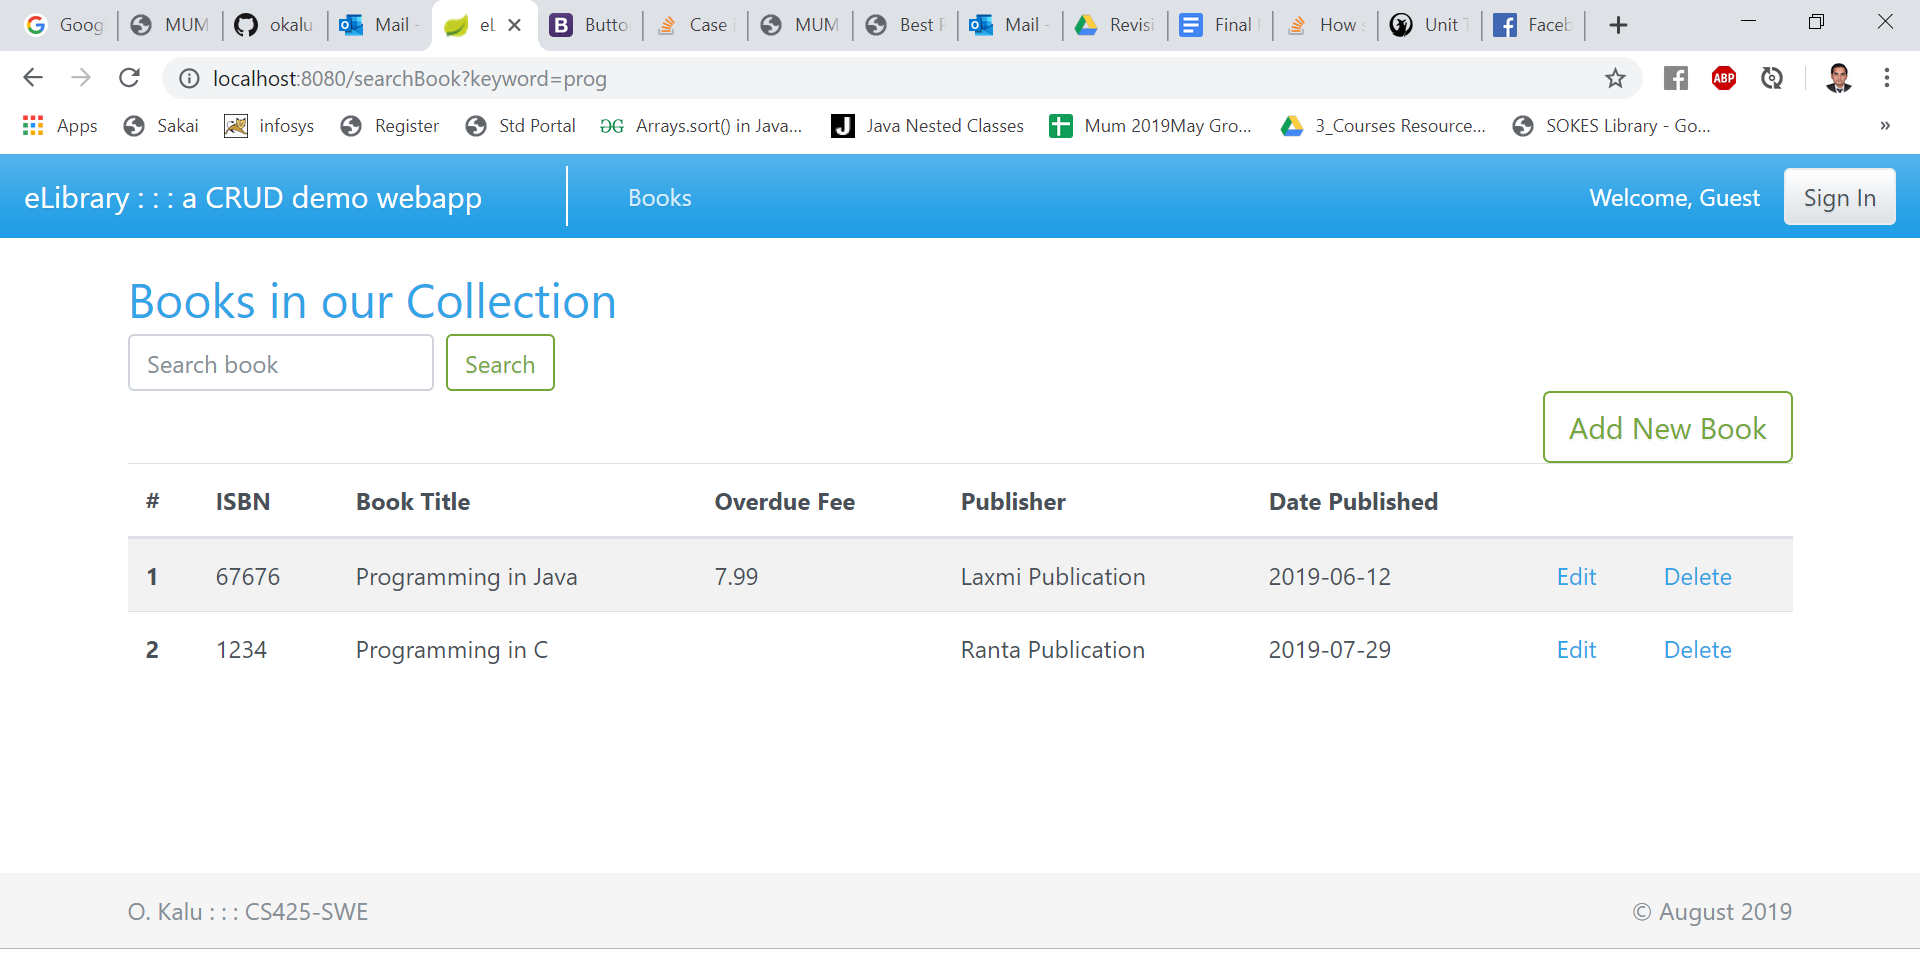 Goog MUM okalu Mail - eL Butto Case i MUM Best P Mail - Revisi Final How s Unit T Faceb
localhost:8080/searchBook?keyword=prog ABP
Apps Sakai infosys Register Std Portal Arrays.sort() in Java... Java Nested Classes Mum 2019May Gro... 3_Courses Resource... SOKES Library - Go... »
eLibrary : : : a CRUD demo webapp Books Welcome, Guest Sign In
Books in our Collection
Search book Search
Add New Book
# ISBN Book Title Overdue Fee Publisher Date Published
1 67676 Programming in Java 7.99 Laxmi Publication 2019-06-12 Edit Delete
2 1234 Programming in C Ranta Publication 2019-07-29 Edit Delete
O. Kalu : : : CS425-SWE © August 2019